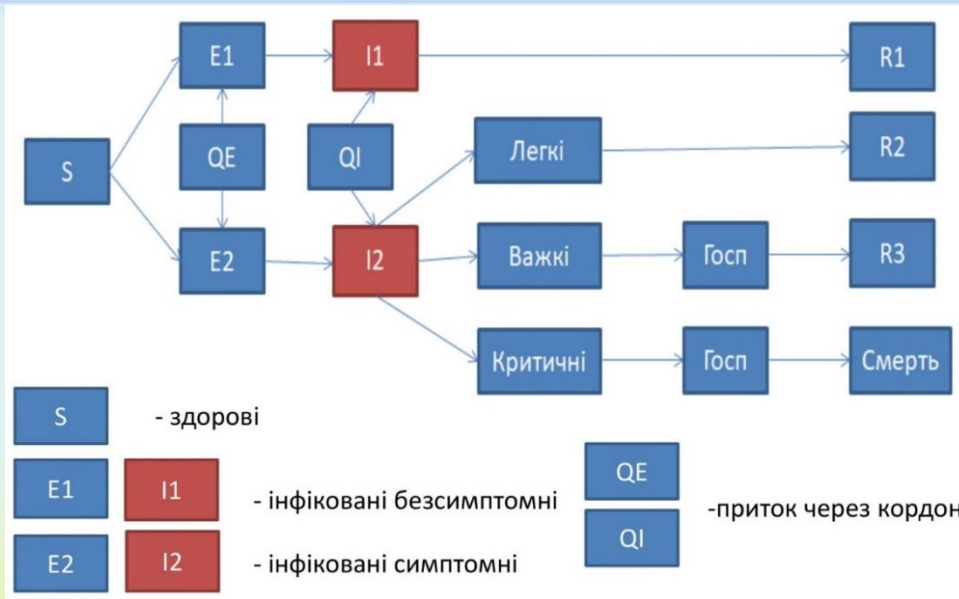 E1
I1
R1
S
QE
QI
Легкі
R2
E2
I2
Важкі
Госп
R3
Критичні
Госп
Смерть
S
- здорові
E1
I1
- інфіковані безсимптомні
E2
I2
- інфіковані симптомні
QE
QI
-приток через кордон